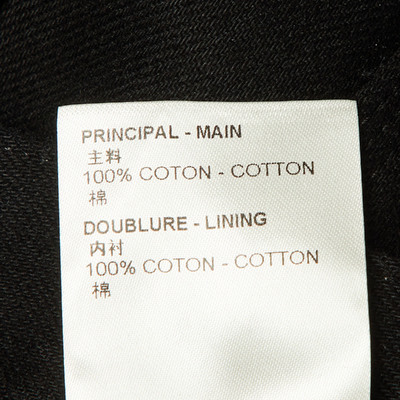 PRINCIPAL - MAIN
主料
100% COTON - COTTON
棉
DOUBLURE - LINING
内衬
100% COTON - COTTON
棉